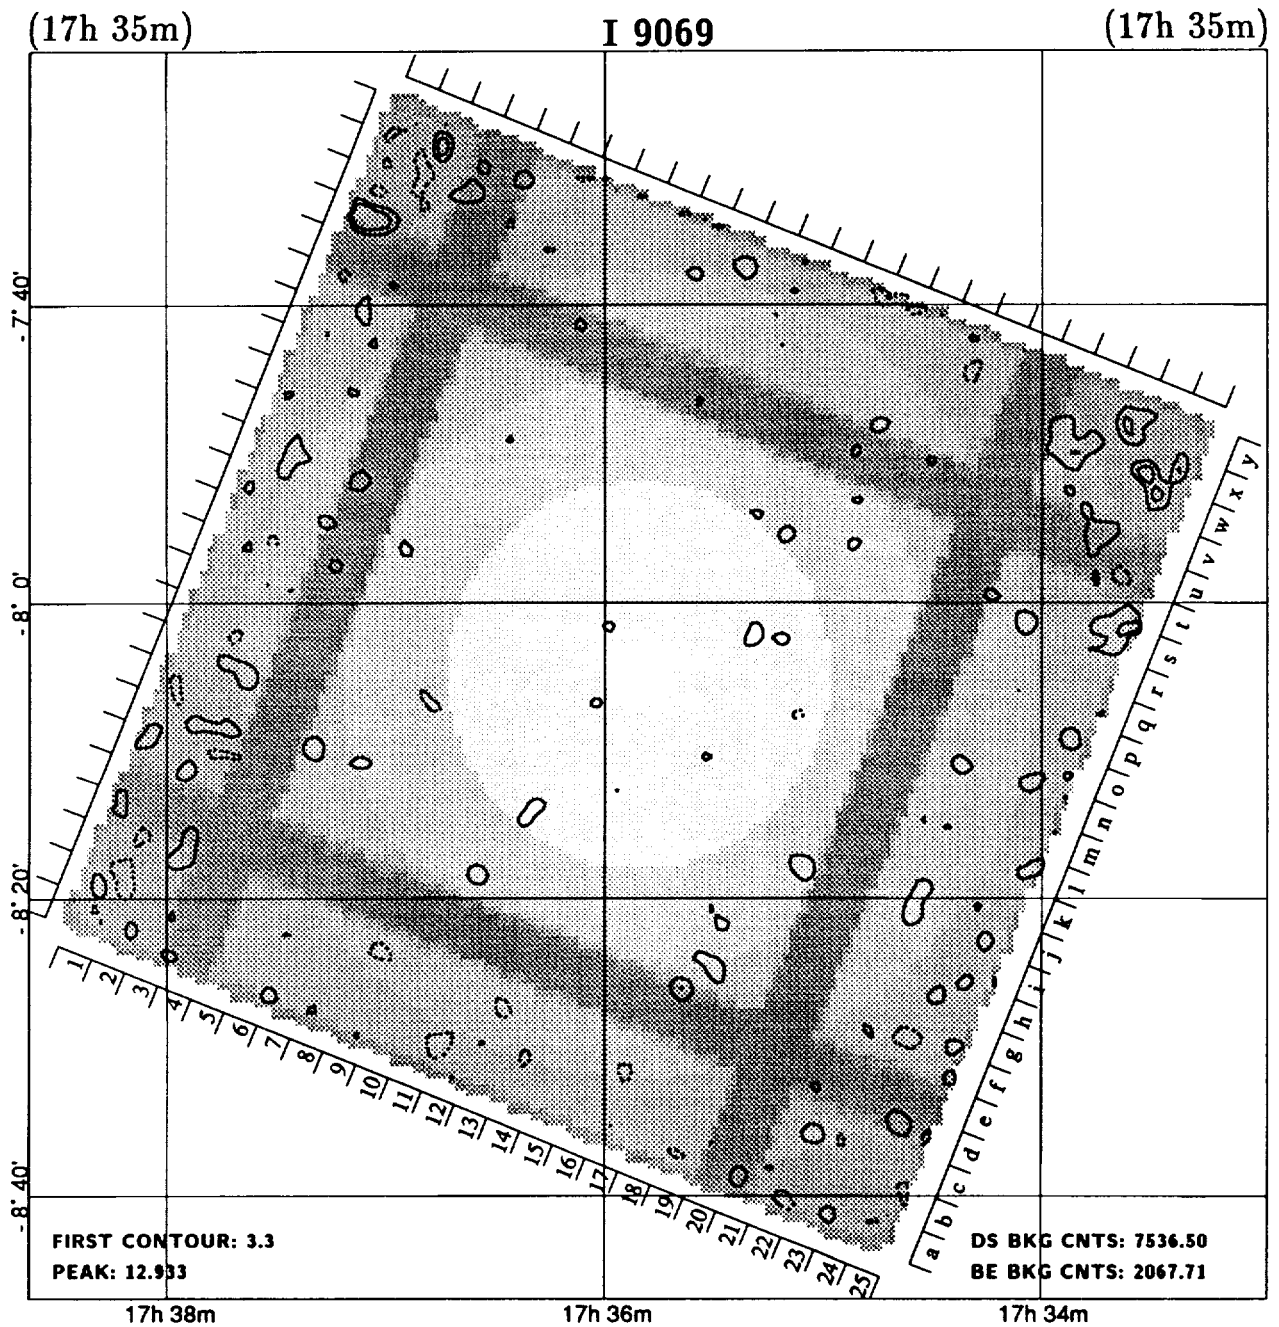 (17h 35m) I 9069 (17h 35m)
-7° 40'
-8° 0'
-8° 20'
-8° 40'
y
x
w
v
u
t
s
r
q
p
o
n
m
l
k
j
i
h
g
f
e
d
c
b
a
1 2 3 4 5 6 7 8 9 10 11 12 13 14 15 16 17 18 19 20 21 22 23 24 25
FIRST CONTOUR: 3.3
PEAK: 12.933
DS BKG CNTS: 7536.50
BE BKG CNTS: 2067.71
17h 38m 17h 36m 17h 34m